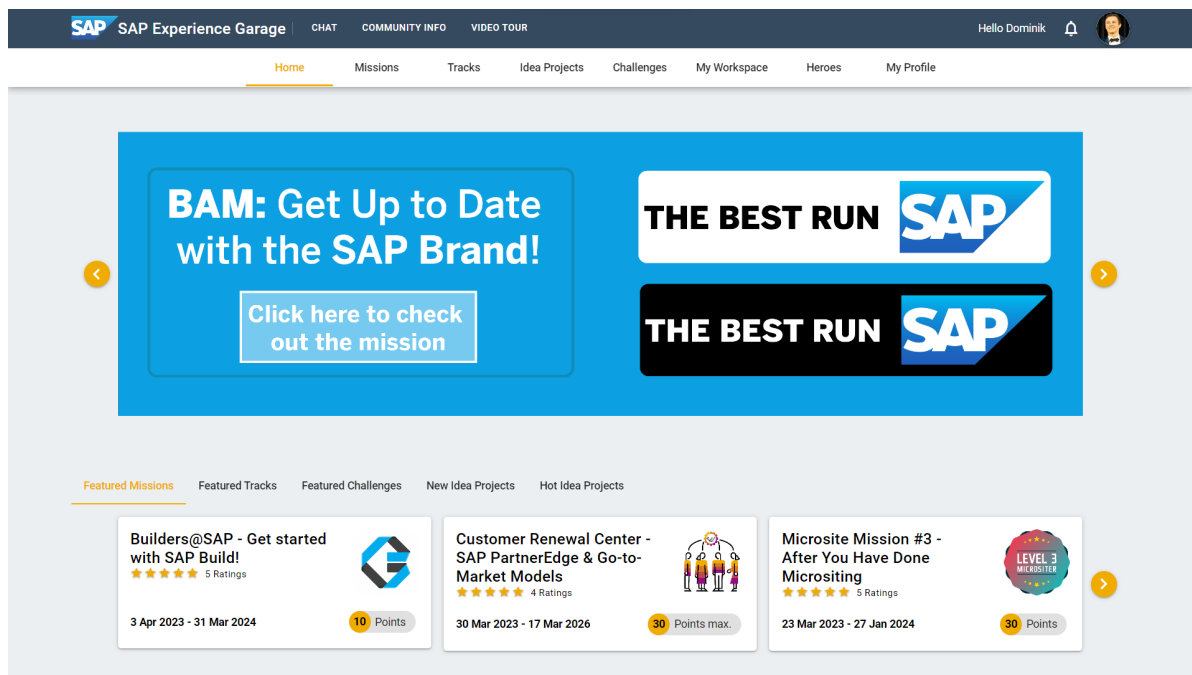 SAP SAP Experience Garage CHAT COMMUNITY INFO VIDEO TOUR Hello Dominik
Home Missions Tracks Idea Projects Challenges My Workspace Heroes My Profile
BAM: Get Up to Date
with the SAP Brand!
Click here to check
out the mission
THE BEST RUN SAP
THE BEST RUN SAP
Featured Missions Featured Tracks Featured Challenges New Idea Projects Hot Idea Projects
Builders@SAP - Get started
with SAP Build!
5 Ratings
3 Apr 2023 - 31 Mar 2024
10 Points
Customer Renewal Center -
SAP PartnerEdge & Go-to-
Market Models
4 Ratings
30 Mar 2023 - 17 Mar 2026
30 Points max.
Microsite Mission #3 -
After You Have Done
Micrositing
5 Ratings
LEVEL 3
MICROSITER
23 Mar 2023 - 27 Jan 2024
30 Points